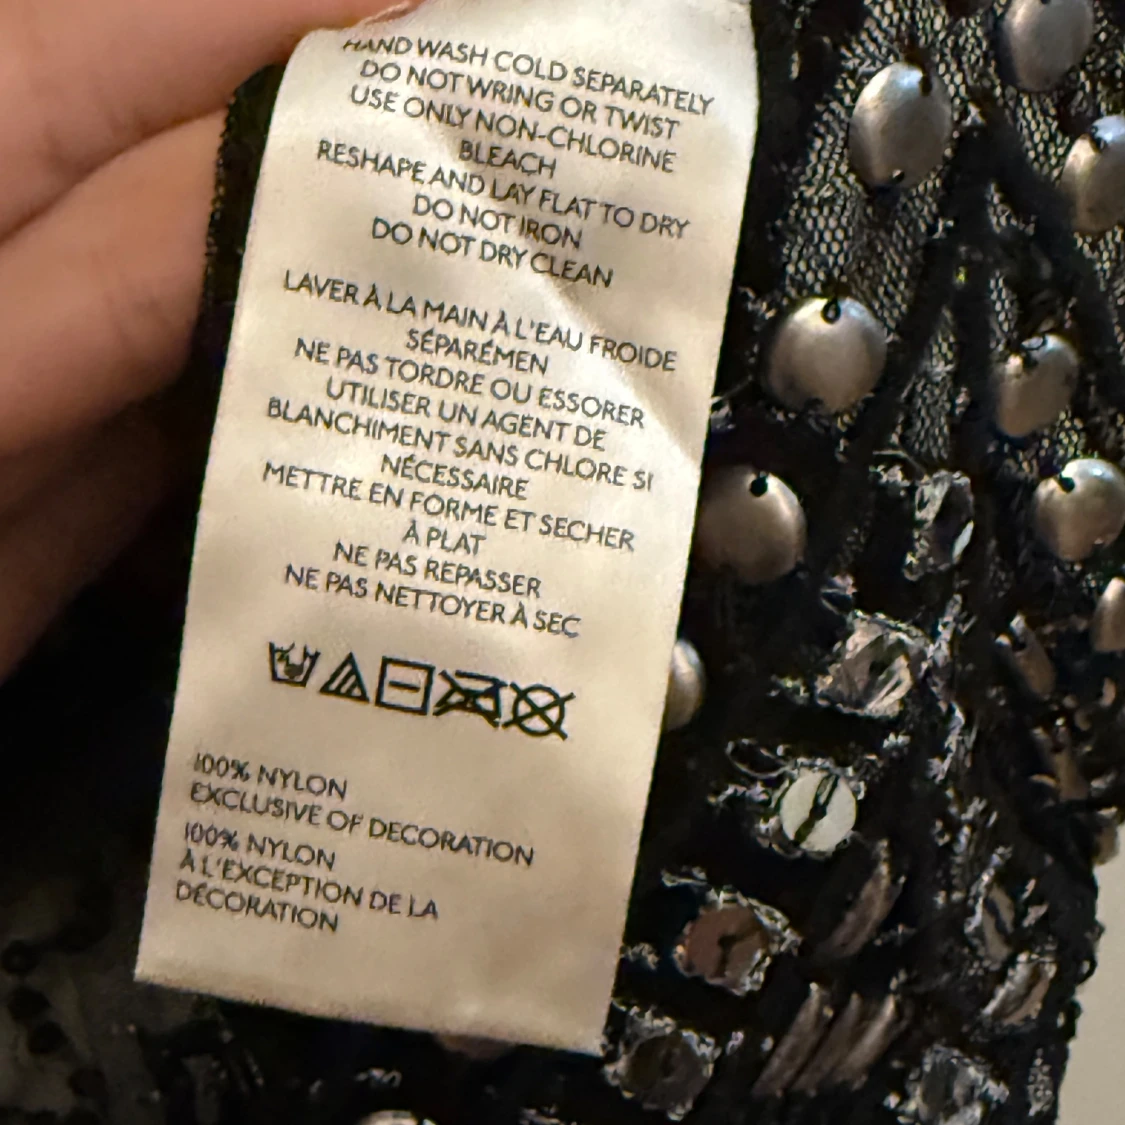 HAND WASH COLD SEPARATELY
DO NOT WRING OR TWIST
USE ONLY NON-CHLORINE
BLEACH
RESHAPE AND LAY FLAT TO DRY
DO NOT IRON
DO NOT DRY CLEAN
LAVER À LA MAIN À L'EAU FROIDE
SÉPARÉMEN
NE PAS TORDRE OU ESSORER
UTILISER UN AGENT DE
BLANCHIMENT SANS CHLORE SI
NÉCESSAIRE
METTRE EN FORME ET SECHER
À PLAT
NE PAS REPASSER
NE PAS NETTOYER À SEC
100% NYLON
EXCLUSIVE OF DECORATION
100% NYLON
À L'EXCEPTION DE LA
DÉCORATION